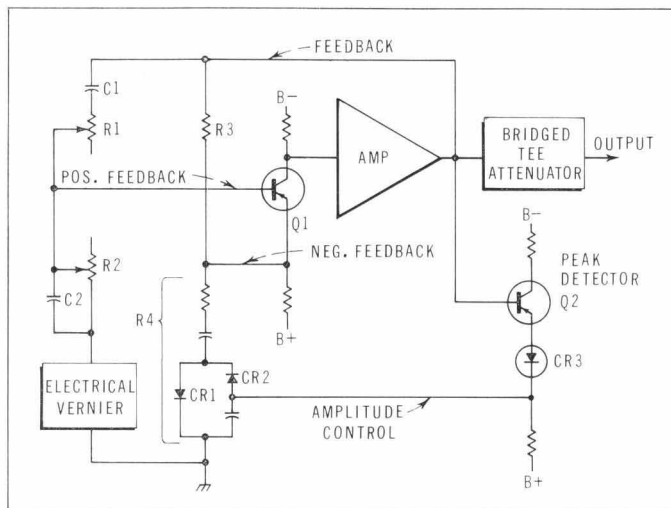 FEEDBACK
C1
R1
R3
B-
AMP
BRIDGED
TEE
ATTENUATOR
OUTPUT
POS. FEEDBACK
Q1
NEG. FEEDBACK
R2
C2
R4
B+
B-
PEAK
DETECTOR
Q2
CR3
ELECTRICAL
VERNIER
CR1
CR2
AMPLITUDE
CONTROL
B+